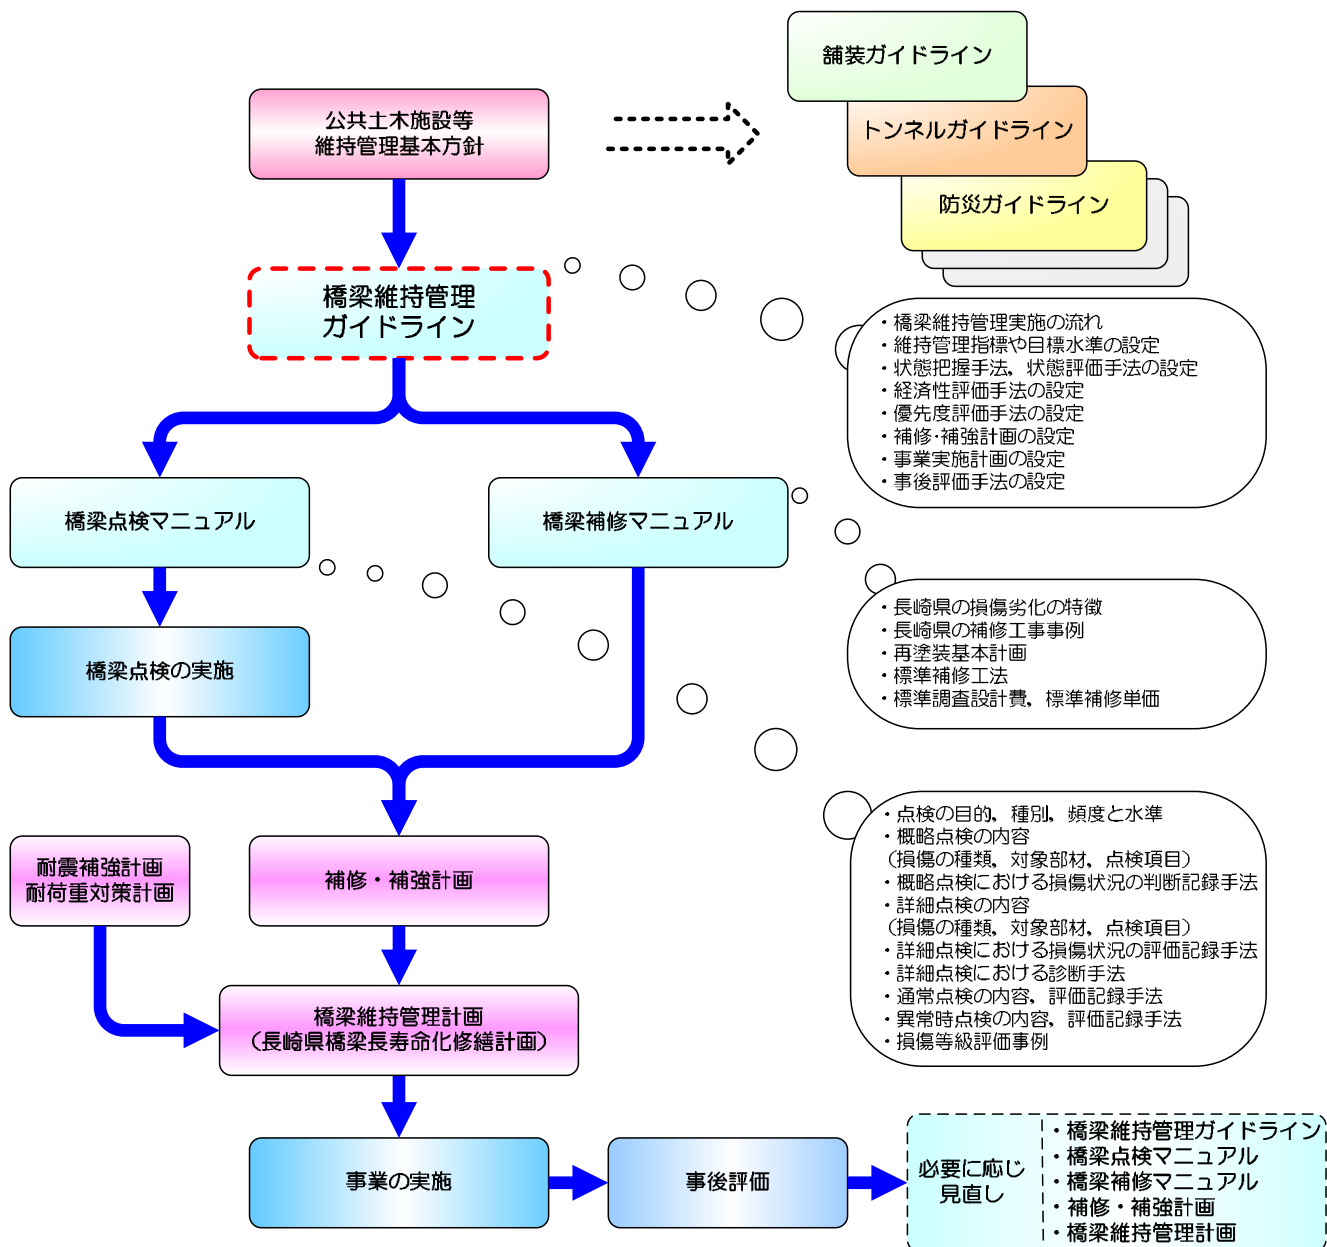 舗装ガイドライン
公共土木施設等
維持管理基本方針
トンネルガイドライン
防災ガイドライン
橋梁維持管理
ガイドライン
・橋梁維持管理実施の流れ
・維持管理指標や目標水準の設定
・状態把握手法，状態評価手法の設定
・経済性評価手法の設定
・優先度評価手法の設定
・補修・補強計画の設定
・事業実施計画の設定
・事後評価手法の設定
橋梁点検マニュアル
橋梁補修マニュアル
・長崎県の損傷劣化の特徴
・長崎県の補修工事事例
・再塗装基本計画
・標準補修工法
・標準調査設計費，標準補修単価
橋梁点検の実施
・点検の目的，種別，頻度と水準
・概略点検の内容
（損傷の種類，対象部材，点検項目）
・概略点検における損傷状況の判断記録手法
・詳細点検の内容
（損傷の種類，対象部材，点検項目）
・詳細点検における損傷状況の評価記録手法
・詳細点検における診断手法
・通常点検の内容，評価記録手法
・異常時点検の内容，評価記録手法
・損傷等級評価事例
耐震補強計画
耐荷重対策計画
補修・補強計画
橋梁維持管理計画
（長崎県橋梁長寿命化修繕計画）
事業の実施
事後評価
必要に応じ
見直し
・橋梁維持管理ガイドライン
・橋梁点検マニュアル
・橋梁補修マニュアル
・補修・補強計画
・橋梁維持管理計画